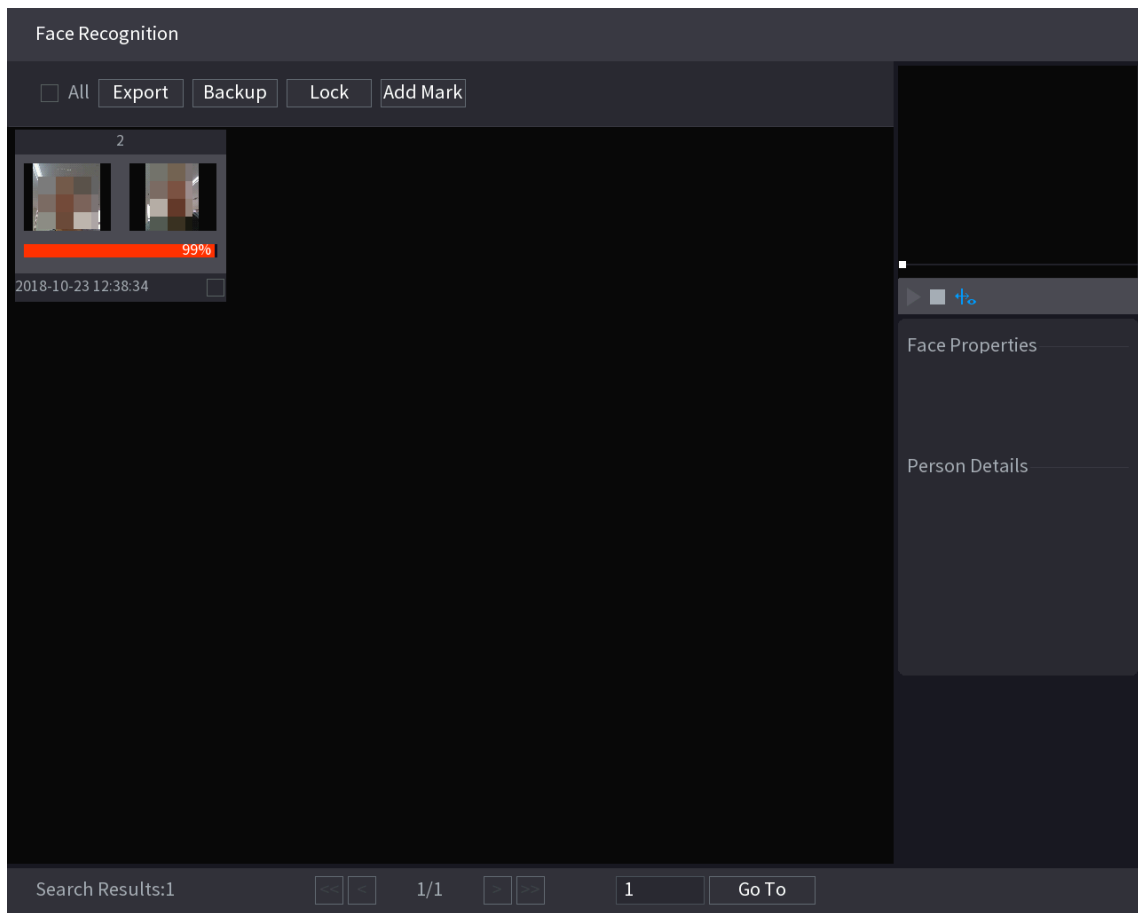 Face Recognition
All Export Backup Lock Add Mark
2
99%
2018-10-23 12:38:34
Face Properties
Person Details
Search Results:1 << < 1/1 > >> 1 Go To